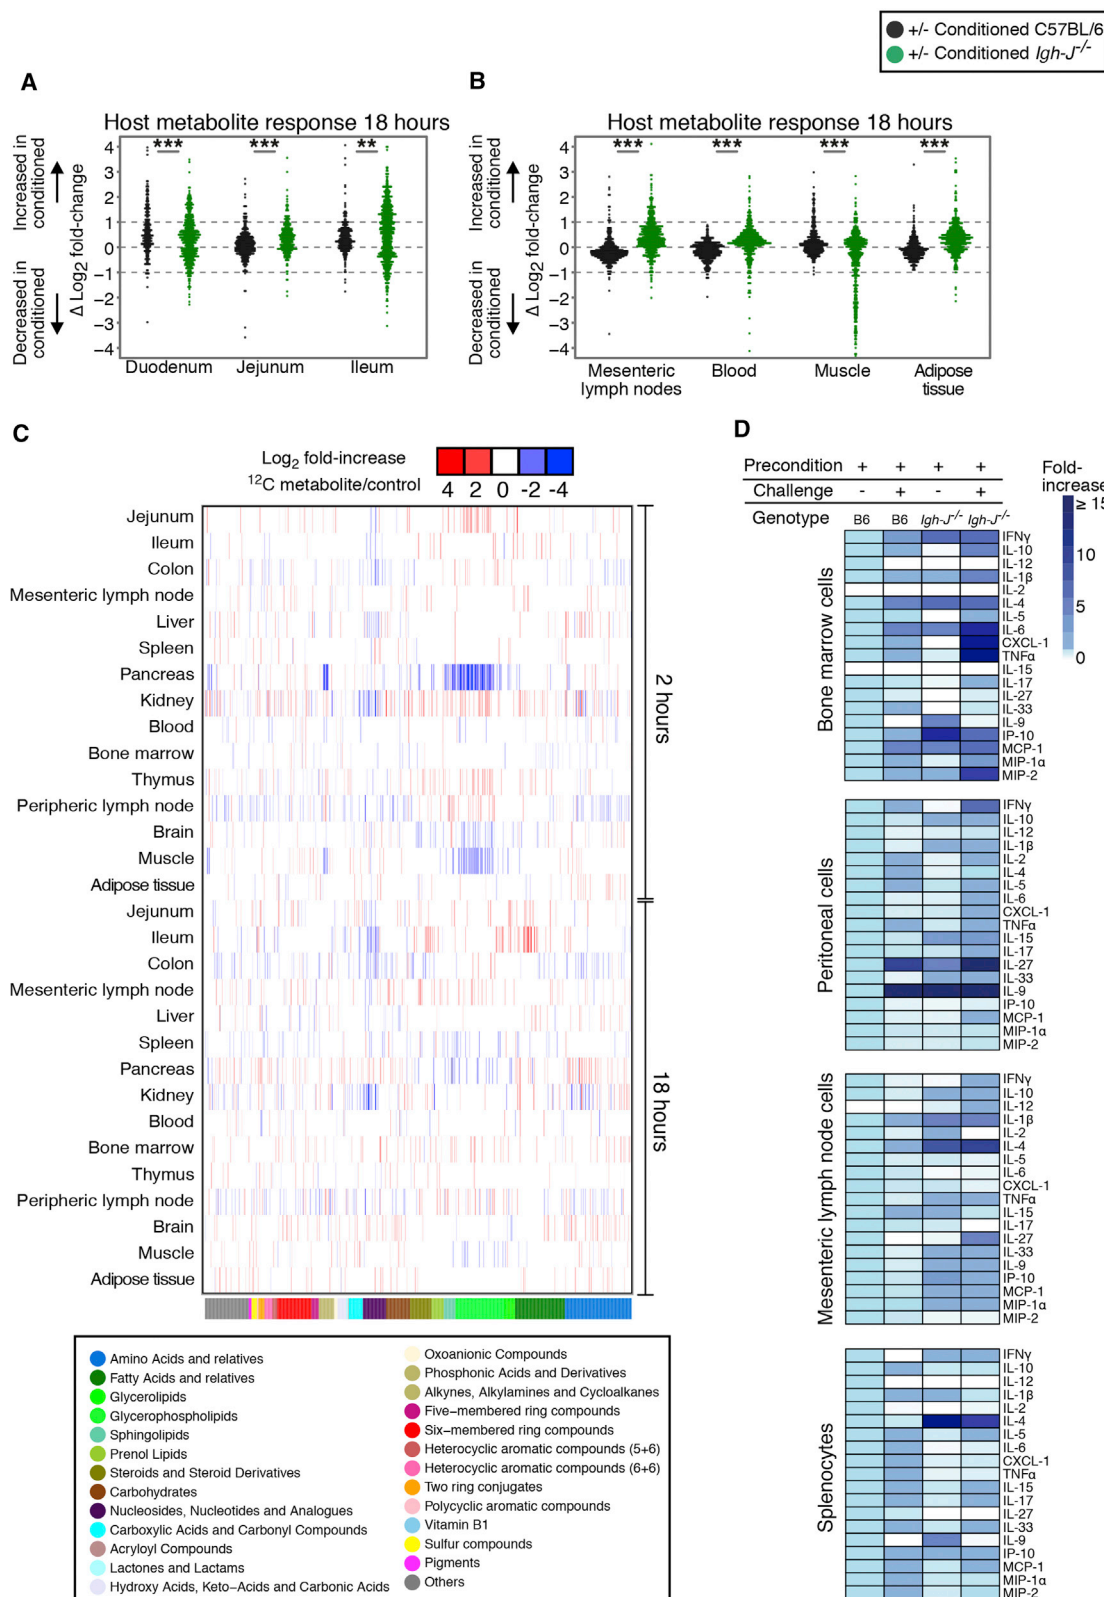 +/- Conditioned C57BL/6
+/- Conditioned Igh-J-/-
A
Host metabolite response 18 hours
Increased in conditioned
Decreased in conditioned
Δ Log2 fold-change
4
3
2
1
0
−1
−2
−3
−4
*** *** **
Duodenum Jejunum Ileum
B
Host metabolite response 18 hours
Increased in conditioned
Decreased in conditioned
Δ Log2 fold-change
4
3
2
1
0
−1
−2
−3
−4
*** *** *** ***
Mesenteric lymph nodes Blood Muscle Adipose tissue
C
Log2 fold-increase
12C metabolite/control
4 2 0 -2 -4
Jejunum
Ileum
Colon
Mesenteric lymph node
Liver
Spleen
Pancreas
Kidney
Blood
Bone marrow
Thymus
Peripheric lymph node
Brain
Muscle
Adipose tissue
2 hours
Jejunum
Ileum
Colon
Mesenteric lymph node
Liver
Spleen
Pancreas
Kidney
Blood
Bone marrow
Thymus
Peripheric lymph node
Brain
Muscle
Adipose tissue
18 hours
Amino Acids and relatives
Fatty Acids and relatives
Glycerolipids
Glycerophospholipids
Sphingolipids
Prenol Lipids
Steroids and Steroid Derivatives
Carbohydrates
Nucleosides, Nucleotides and Analogues
Carboxylic Acids and Carbonyl Compounds
Acryloyl Compounds
Lactones and Lactams
Hydroxy Acids, Keto−Acids and Carbonic Acids
Oxoanionic Compounds
Phosphonic Acids and Derivatives
Alkynes, Alkylamines and Cycloalkanes
Five−membered ring compounds
Six−membered ring compounds
Heterocyclic aromatic compounds (5+6)
Heterocyclic aromatic compounds (6+6)
Two ring conjugates
Polycyclic aromatic compounds
Vitamin B1
Sulfur compounds
Pigments
Others
D
Precondition + + + +
Challenge - + - +
Genotype B6 B6 Igh-J-/- Igh-J-/-
Fold-
increase
≥ 15
10
5
0
Bone marrow cells
IFNγ
IL-10
IL-12
IL-1β
IL-2
IL-4
IL-5
IL-6
CXCL-1
TNFα
IL-15
IL-17
IL-27
IL-33
IL-9
IP-10
MCP-1
MIP-1α
MIP-2
Peritoneal cells
IFNγ
IL-10
IL-12
IL-1β
IL-2
IL-4
IL-5
IL-6
CXCL-1
TNFα
IL-15
IL-17
IL-27
IL-33
IL-9
IP-10
MCP-1
MIP-1α
MIP-2
Mesenteric lymph node cells
IFNγ
IL-10
IL-12
IL-1β
IL-2
IL-4
IL-5
IL-6
CXCL-1
TNFα
IL-15
IL-17
IL-27
IL-33
IL-9
IP-10
MCP-1
MIP-1α
MIP-2
Splenocytes
IFNγ
IL-10
IL-12
IL-1β
IL-2
IL-4
IL-5
IL-6
CXCL-1
TNFα
IL-15
IL-17
IL-27
IL-33
IL-9
IP-10
MCP-1
MIP-1α
MIP-2